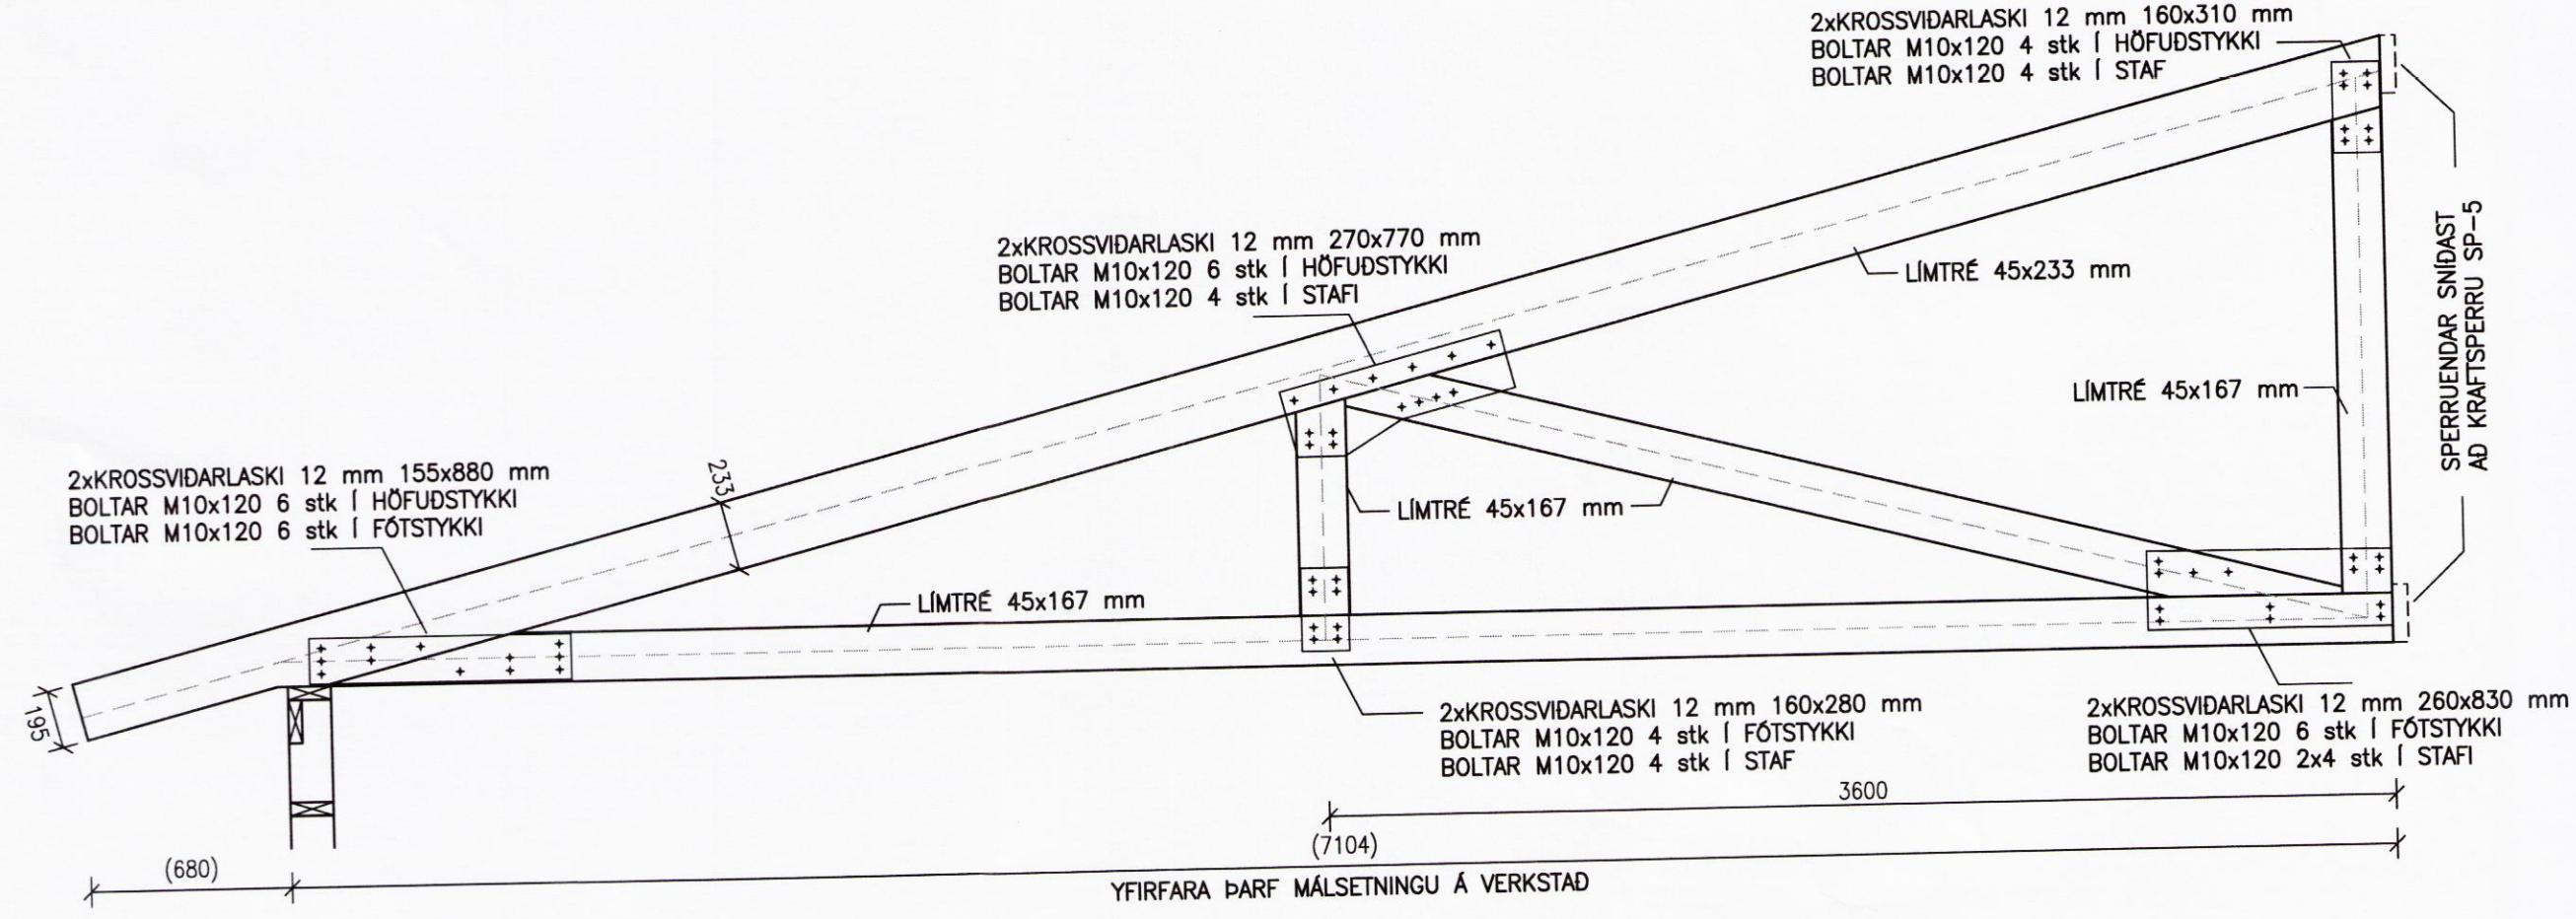 2xKROSSVIÐARLASKI 12 mm 160x310 mm
BOLTAR M10x120 4 stk Í HÖFUÐSTYKKI
BOLTAR M10x120 4 stk Í STAF
2xKROSSVIÐARLASKI 12 mm 270x770 mm
BOLTAR M10x120 6 stk Í HÖFUÐSTYKKI
BOLTAR M10x120 4 stk Í STAFI
LÍMTRÉ 45x233 mm
SPERRUENDAR SNÍÐAST
AÐ KRAFTSPERRU SP-5
LÍMTRÉ 45x167 mm
2xKROSSVIÐARLASKI 12 mm 155x880 mm
BOLTAR M10x120 6 stk Í HÖFUÐSTYKKI
BOLTAR M10x120 6 stk Í FÓTSTYKKI
233
LÍMTRÉ 45x167 mm
LÍMTRÉ 45x167 mm
195
2xKROSSVIÐARLASKI 12 mm 160x280 mm
BOLTAR M10x120 4 stk Í FÓTSTYKKI
BOLTAR M10x120 4 stk Í STAF
2xKROSSVIÐARLASKI 12 mm 260x830 mm
BOLTAR M10x120 6 stk Í FÓTSTYKKI
BOLTAR M10x120 2x4 stk Í STAFI
3600
(7104)
(680)
YFIRFARA ÞARF MÁLSETNINGU Á VERKSTAÐ